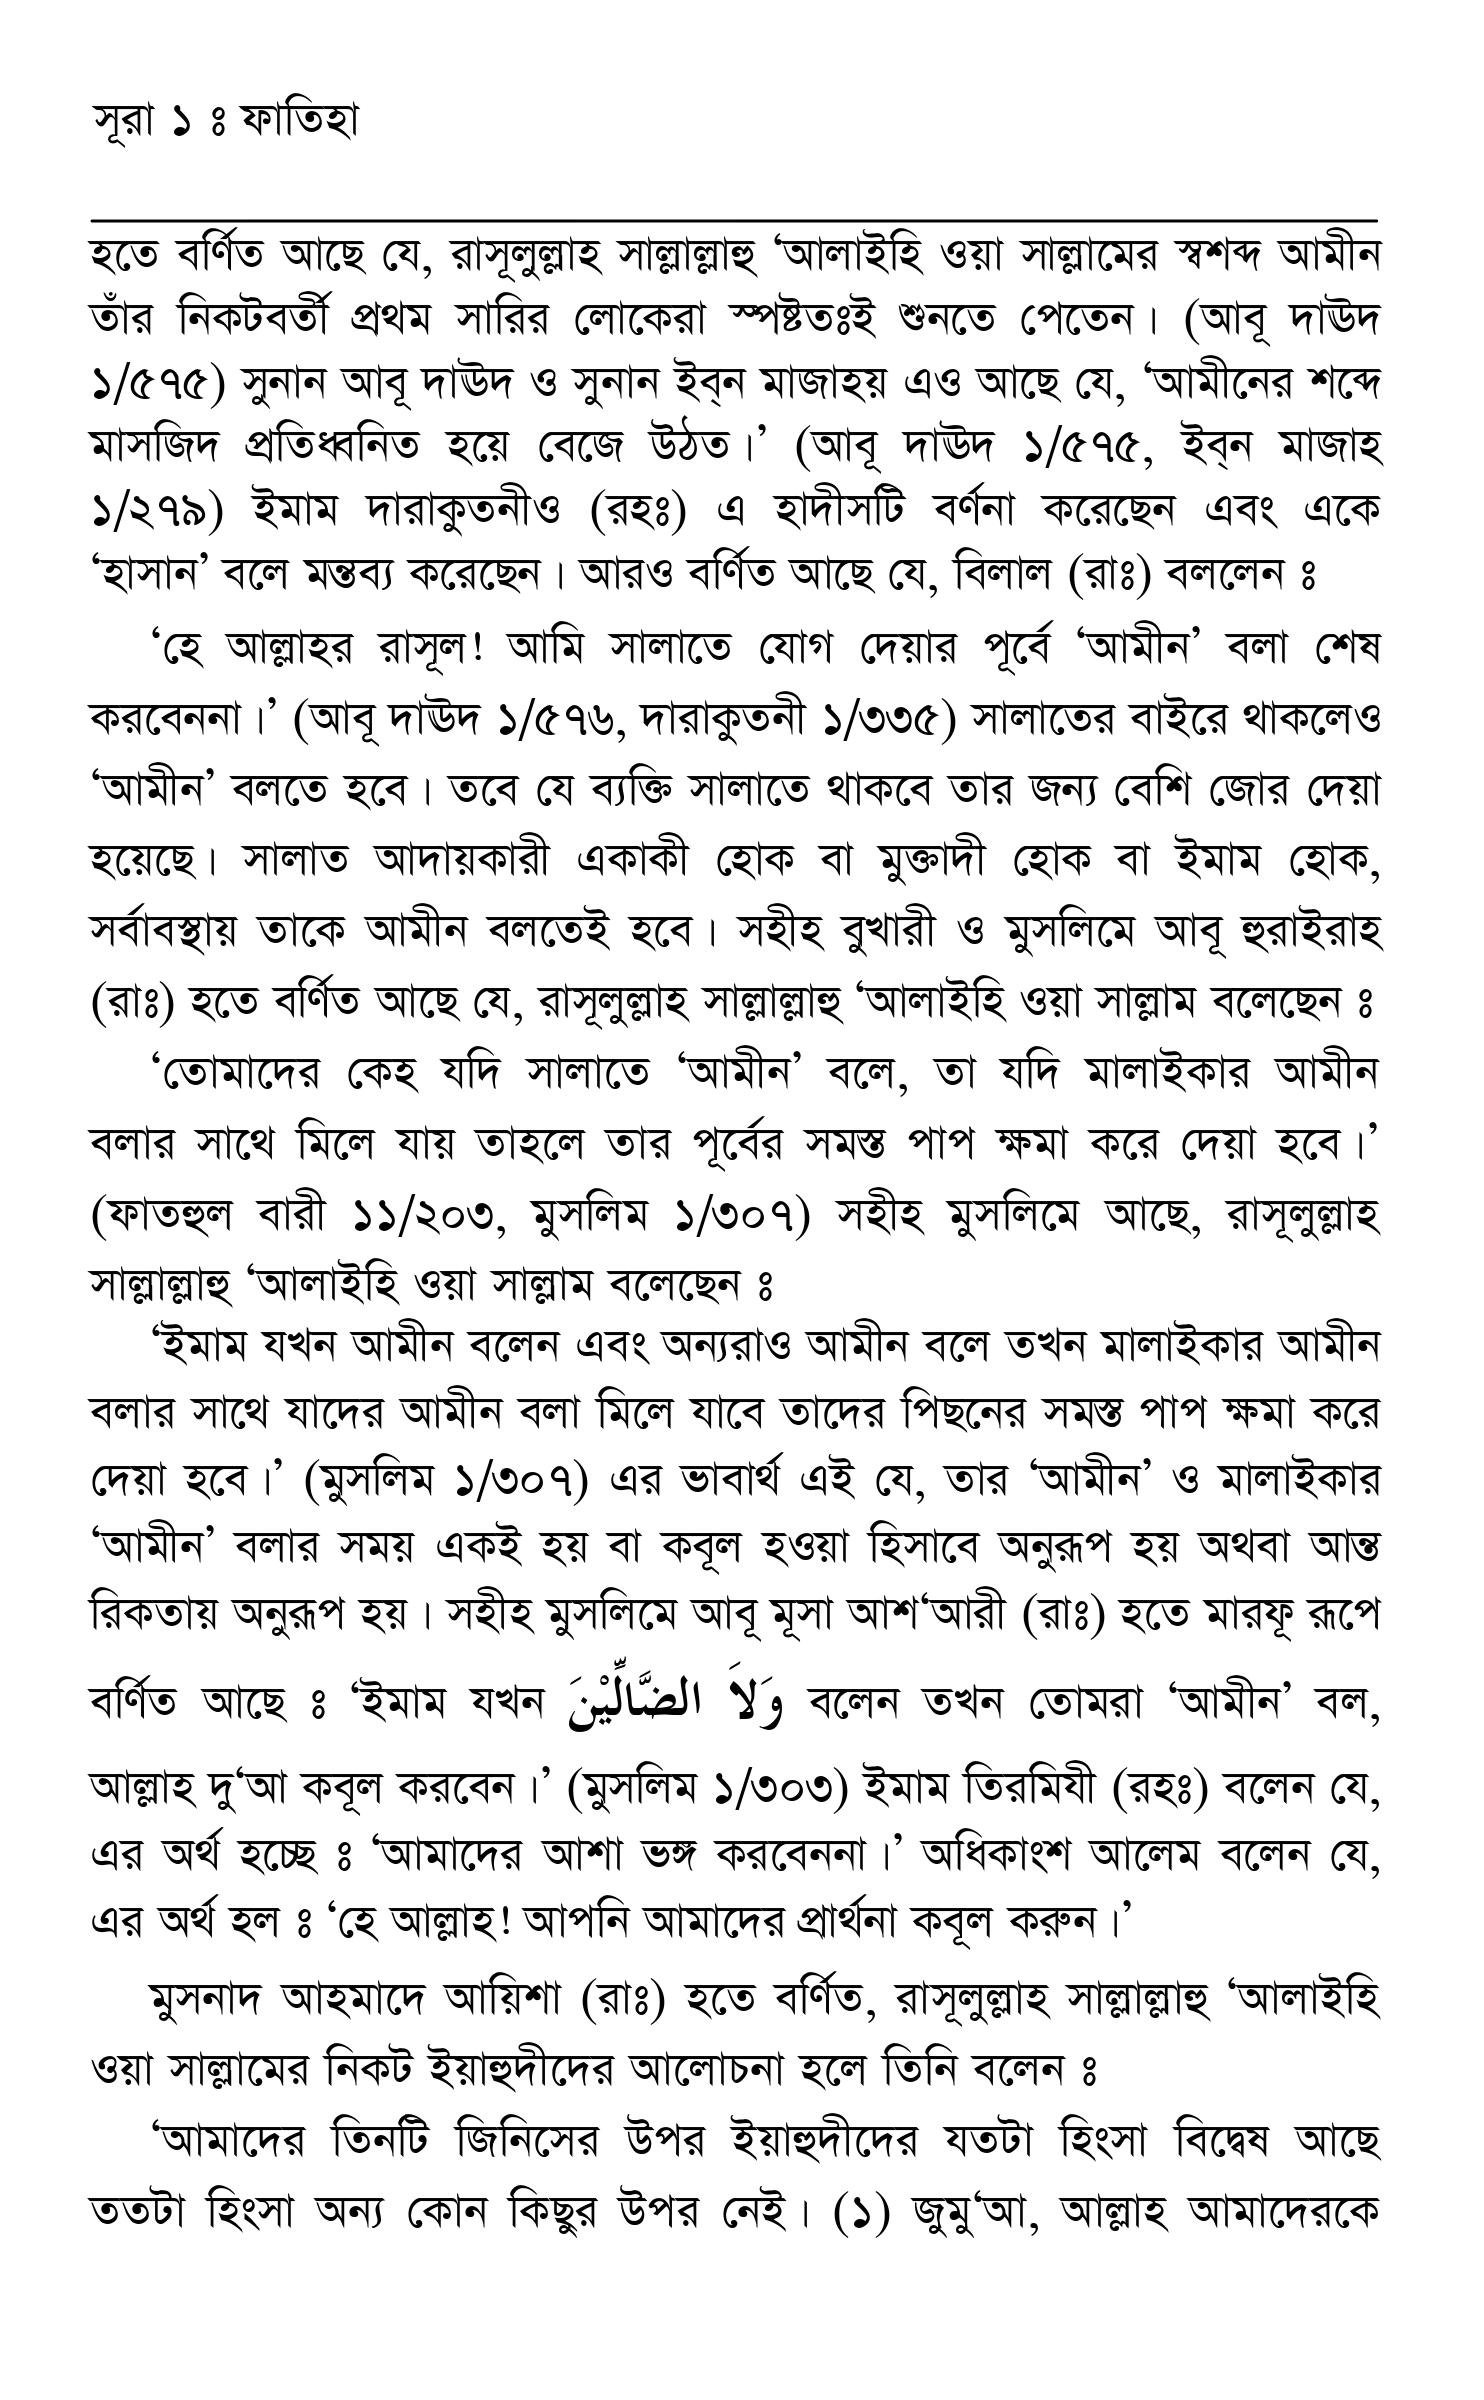 সূরা ১ ঃ ফাতিহা
হতে বর্ণিত আছে যে, রাসূলুল্লাহ সাল্লাল্লাহু ‘আলাইহি ওয়া সাল্লামের স্বশব্দ আমীন
তাঁর নিকটবর্তী প্রথম সারির লোকেরা স্পষ্টতঃই শুনতে পেতেন। (আবূ দাঊদ
১/৫৭৫) সুনান আবূ দাঊদ ও সুনান ইব্‌ন মাজাহয় এও আছে যে, ‘আমীনের শব্দে
মাসজিদ প্রতিধ্বনিত হয়ে বেজে উঠত।’ (আবূ দাঊদ ১/৫৭৫, ইব্‌ন মাজাহ
১/২৭৯) ইমাম দারাকুতনীও (রহঃ) এ হাদীসটি বর্ণনা করেছেন এবং একে
‘হাসান’ বলে মন্তব্য করেছেন। আরও বর্ণিত আছে যে, বিলাল (রাঃ) বললেন ঃ
‘হে আল্লাহর রাসূল! আমি সালাতে যোগ দেয়ার পূর্বে ‘আমীন’ বলা শেষ
করবেননা।’ (আবূ দাঊদ ১/৫৭৬, দারাকুতনী ১/৩৩৫) সালাতের বাইরে থাকলেও
‘আমীন’ বলতে হবে। তবে যে ব্যক্তি সালাতে থাকবে তার জন্য বেশি জোর দেয়া
হয়েছে। সালাত আদায়কারী একাকী হোক বা মুক্তাদী হোক বা ইমাম হোক,
সর্বাবস্থায় তাকে আমীন বলতেই হবে। সহীহ বুখারী ও মুসলিমে আবূ হুরাইরাহ
(রাঃ) হতে বর্ণিত আছে যে, রাসূলুল্লাহ সাল্লাল্লাহু ‘আলাইহি ওয়া সাল্লাম বলেছেন ঃ
‘তোমাদের কেহ যদি সালাতে ‘আমীন’ বলে, তা যদি মালাইকার আমীন
বলার সাথে মিলে যায় তাহলে তার পূর্বের সমস্ত পাপ ক্ষমা করে দেয়া হবে।’
(ফাতহুল বারী ১১/২০৩, মুসলিম ১/৩০৭) সহীহ মুসলিমে আছে, রাসূলুল্লাহ
সাল্লাল্লাহু ‘আলাইহি ওয়া সাল্লাম বলেছেন ঃ
‘ইমাম যখন আমীন বলেন এবং অন্যরাও আমীন বলে তখন মালাইকার আমীন
বলার সাথে যাদের আমীন বলা মিলে যাবে তাদের পিছনের সমস্ত পাপ ক্ষমা করে
দেয়া হবে।’ (মুসলিম ১/৩০৭) এর ভাবার্থ এই যে, তার ‘আমীন’ ও মালাইকার
‘আমীন’ বলার সময় একই হয় বা কবূল হওয়া হিসাবে অনুরূপ হয় অথবা আন্ত
রিকতায় অনুরূপ হয়। সহীহ মুসলিমে আবূ মূসা আশ‘আরী (রাঃ) হতে মারফূ রূপে
বর্ণিত আছে ঃ ‘ইমাম যখন وَلاَ الضَّالِّيْنَ বলেন তখন তোমরা ‘আমীন’ বল,
আল্লাহ দু‘আ কবূল করবেন।’ (মুসলিম ১/৩০৩) ইমাম তিরমিযী (রহঃ) বলেন যে,
এর অর্থ হচ্ছে ঃ ‘আমাদের আশা ভঙ্গ করবেননা।’ অধিকাংশ আলেম বলেন যে,
এর অর্থ হল ঃ ‘হে আল্লাহ! আপনি আমাদের প্রার্থনা কবূল করুন।’
মুসনাদ আহমাদে আয়িশা (রাঃ) হতে বর্ণিত, রাসূলুল্লাহ সাল্লাল্লাহু ‘আলাইহি
ওয়া সাল্লামের নিকট ইয়াহুদীদের আলোচনা হলে তিনি বলেন ঃ
‘আমাদের তিনটি জিনিসের উপর ইয়াহুদীদের যতটা হিংসা বিদ্বেষ আছে
ততটা হিংসা অন্য কোন কিছুর উপর নেই। (১) জুমু‘আ, আল্লাহ আমাদেরকে